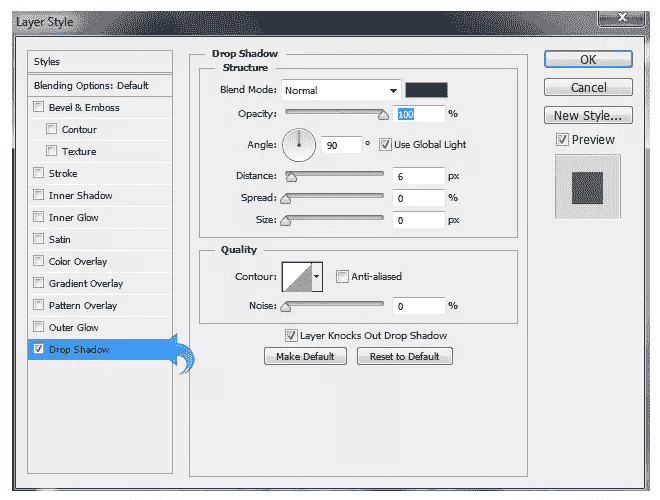 Layer Style
X
Styles
Blending Options: Default
Bevel & Emboss
Contour
Texture
Stroke
Inner Shadow
Inner Glow
Satin
Color Overlay
Gradient Overlay
Pattern Overlay
Outer Glow
Drop Shadow
Drop Shadow
Structure
Blend Mode: Normal
Opacity: 100 %
Angle: 90 ° Use Global Light
Distance: 6 px
Spread: 0 %
Size: 0 px
Quality
Contour: Anti-aliased
Noise: 0 %
Layer Knocks Out Drop Shadow
Make Default Reset to Default
OK
Cancel
New Style...
Preview